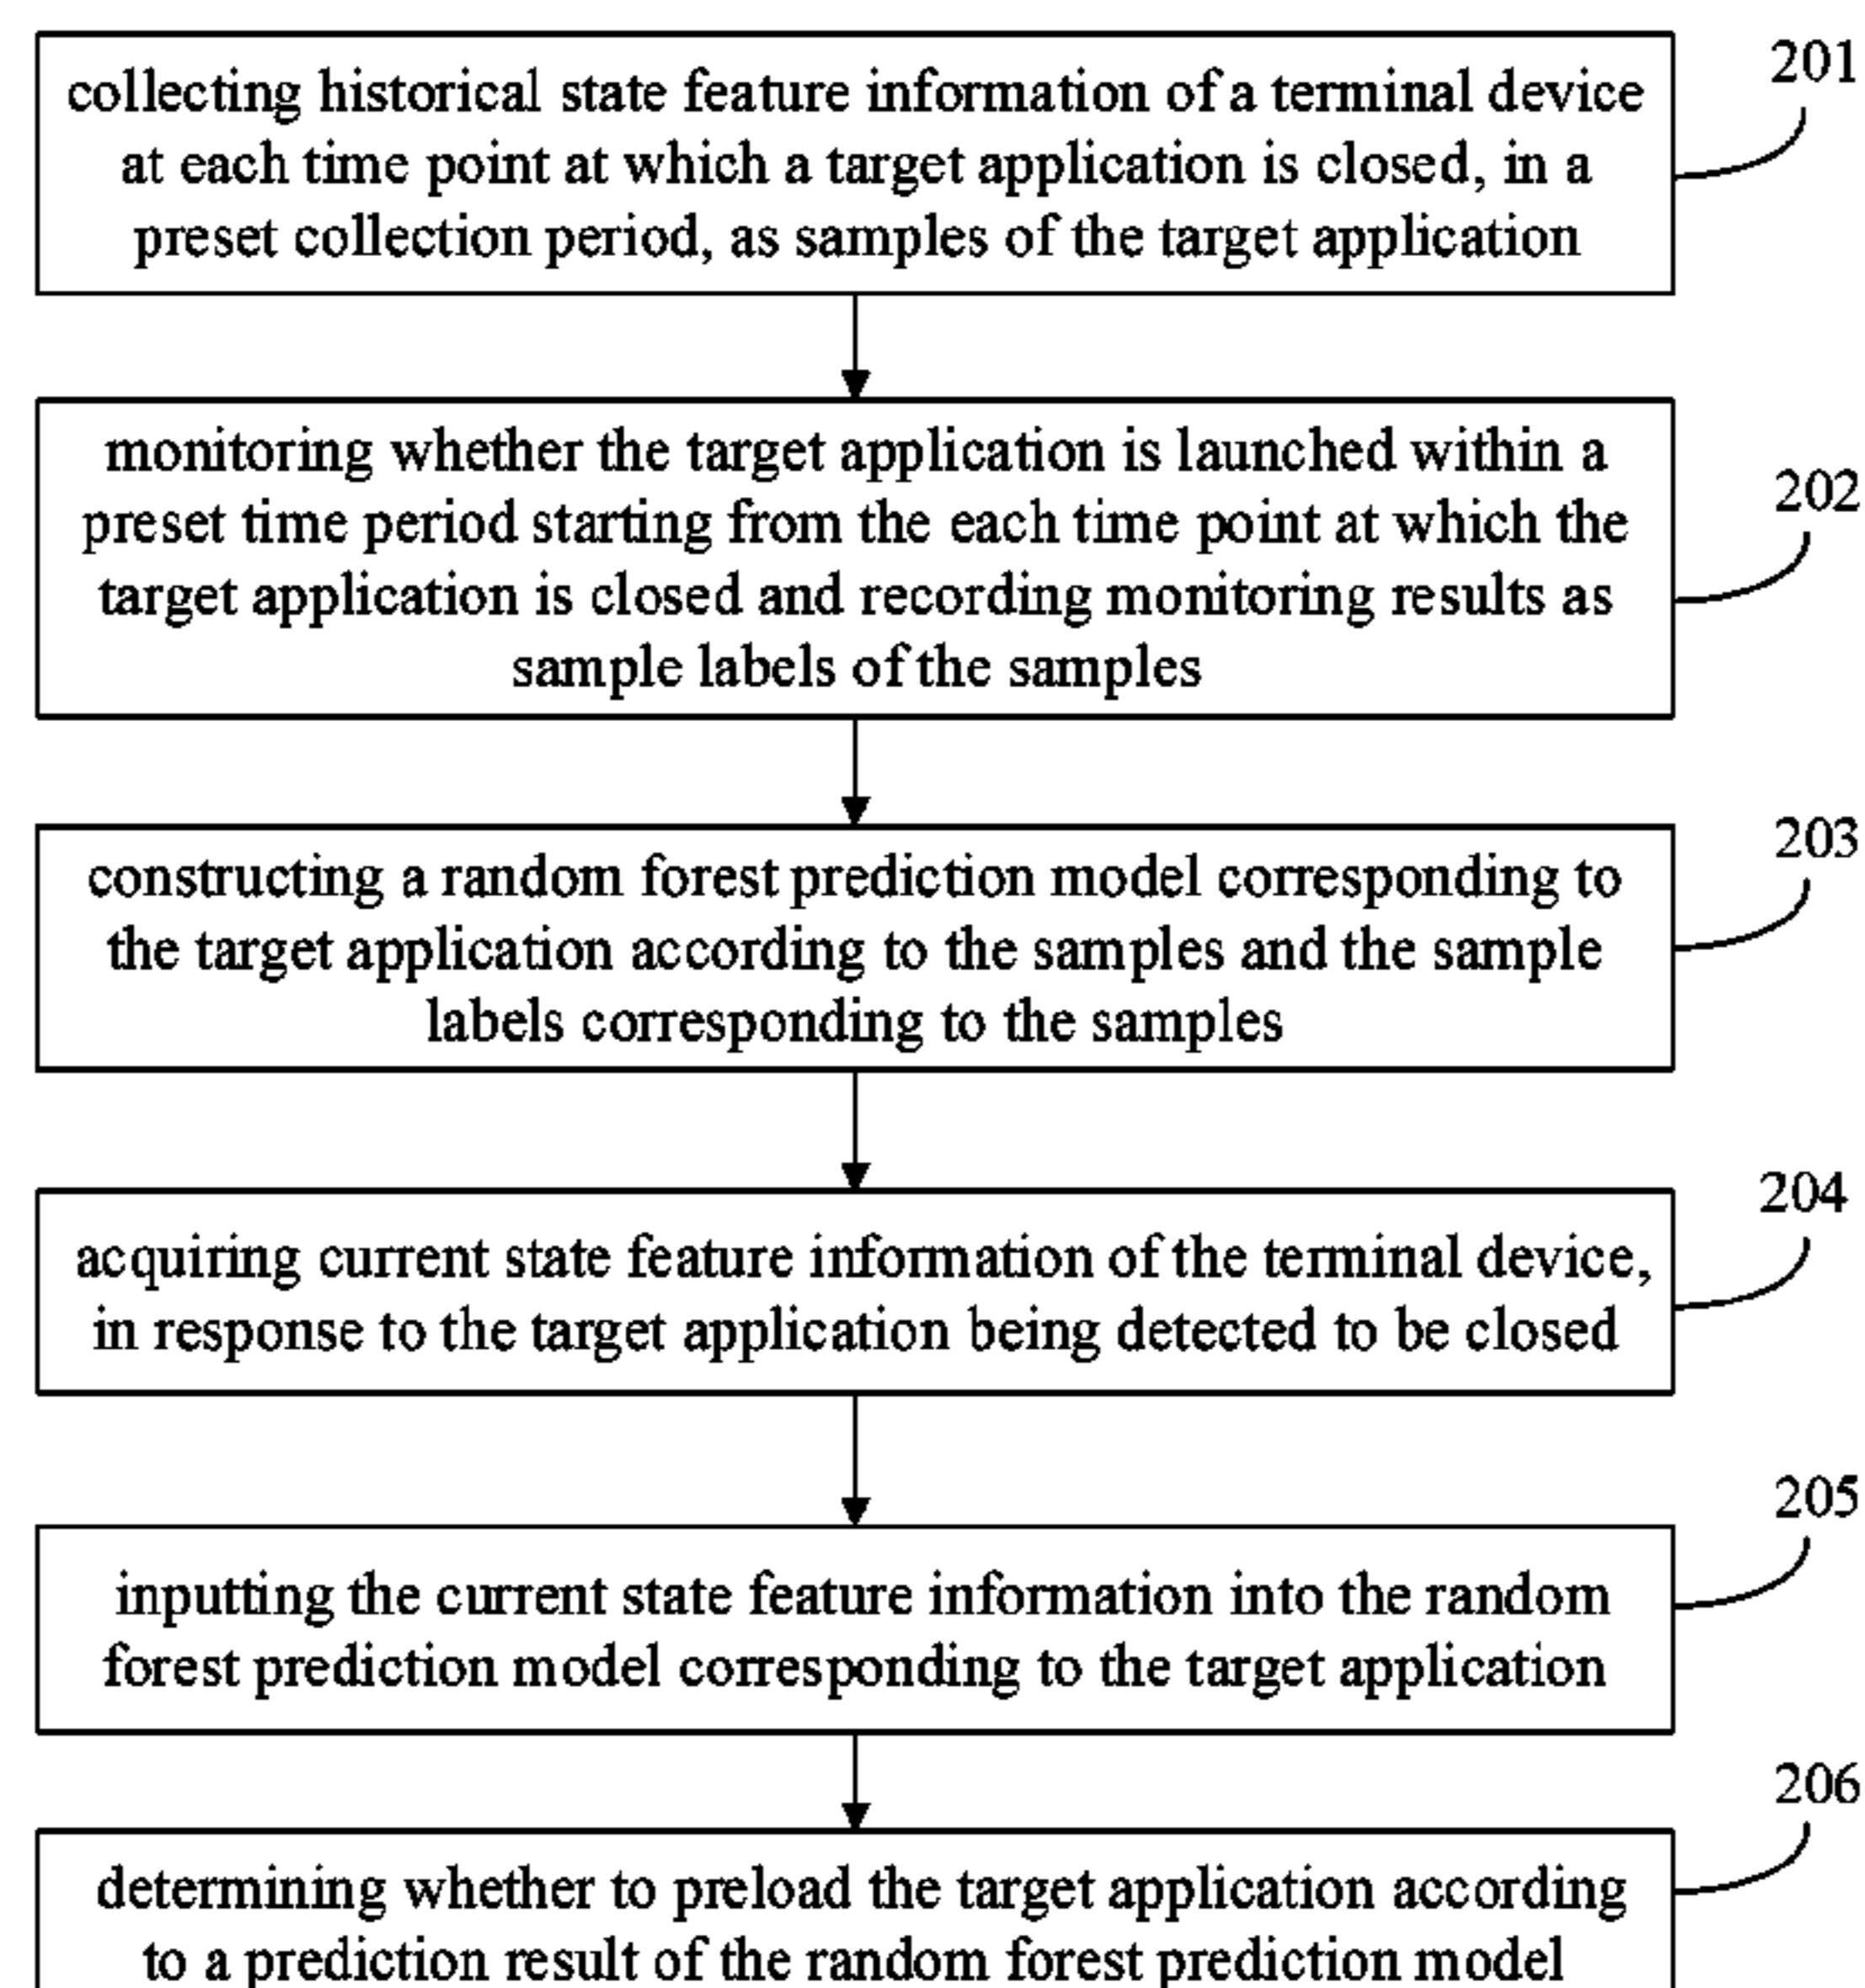 collecting historical state feature information of a terminal device
at each time point at which a target application is closed, in a
preset collection period, as samples of the target application
201
monitoring whether the target application is launched within a
preset time period starting from the each time point at which the
target application is closed and recording monitoring results as
sample labels of the samples
202
constructing a random forest prediction model corresponding to
the target application according to the samples and the sample
labels corresponding to the samples
203
acquiring current state feature information of the terminal device,
in response to the target application being detected to be closed
204
inputting the current state feature information into the random
forest prediction model corresponding to the target application
205
determining whether to preload the target application according
to a prediction result of the random forest prediction model
206